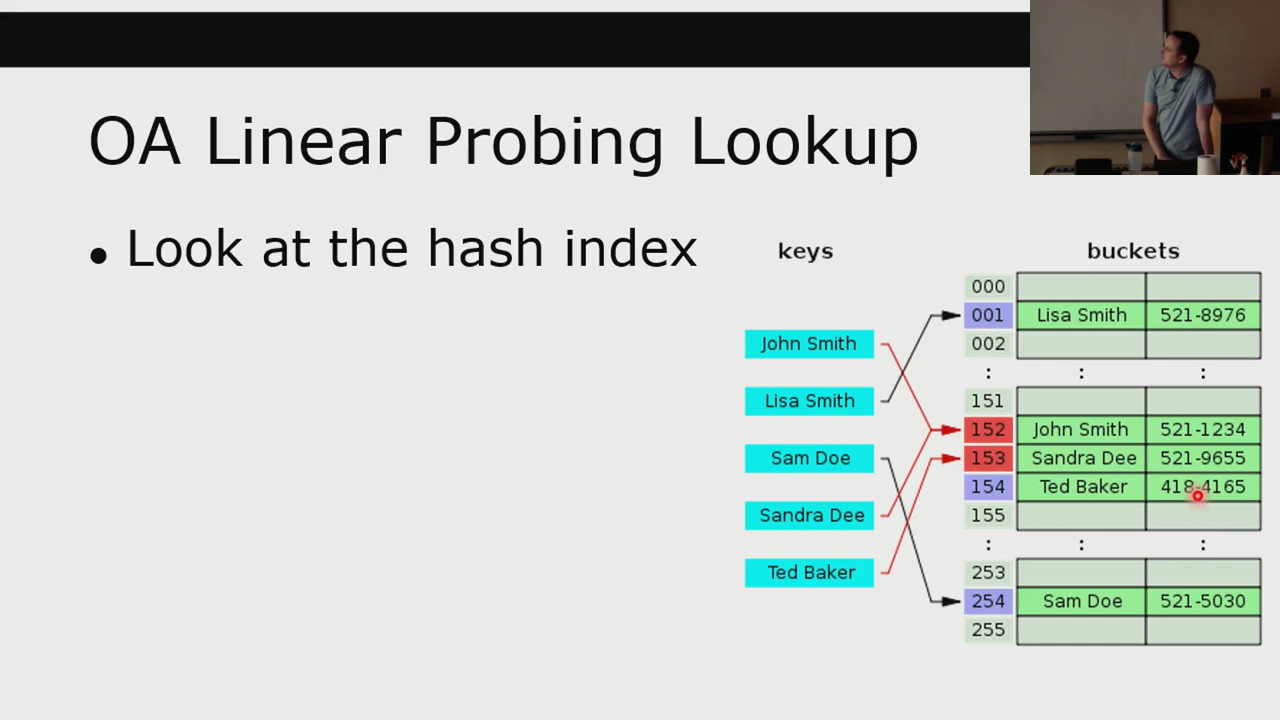 OA Linear Probing Lookup
• Look at the hash index
keys
John Smith
Lisa Smith
Sam Doe
Sandra Dee
Ted Baker
buckets
000
001 Lisa Smith 521-8976
002
: : :
151
152 John Smith 521-1234
153 Sandra Dee 521-9655
154 Ted Baker 418-4165
155
: : :
253
254 Sam Doe 521-5030
255